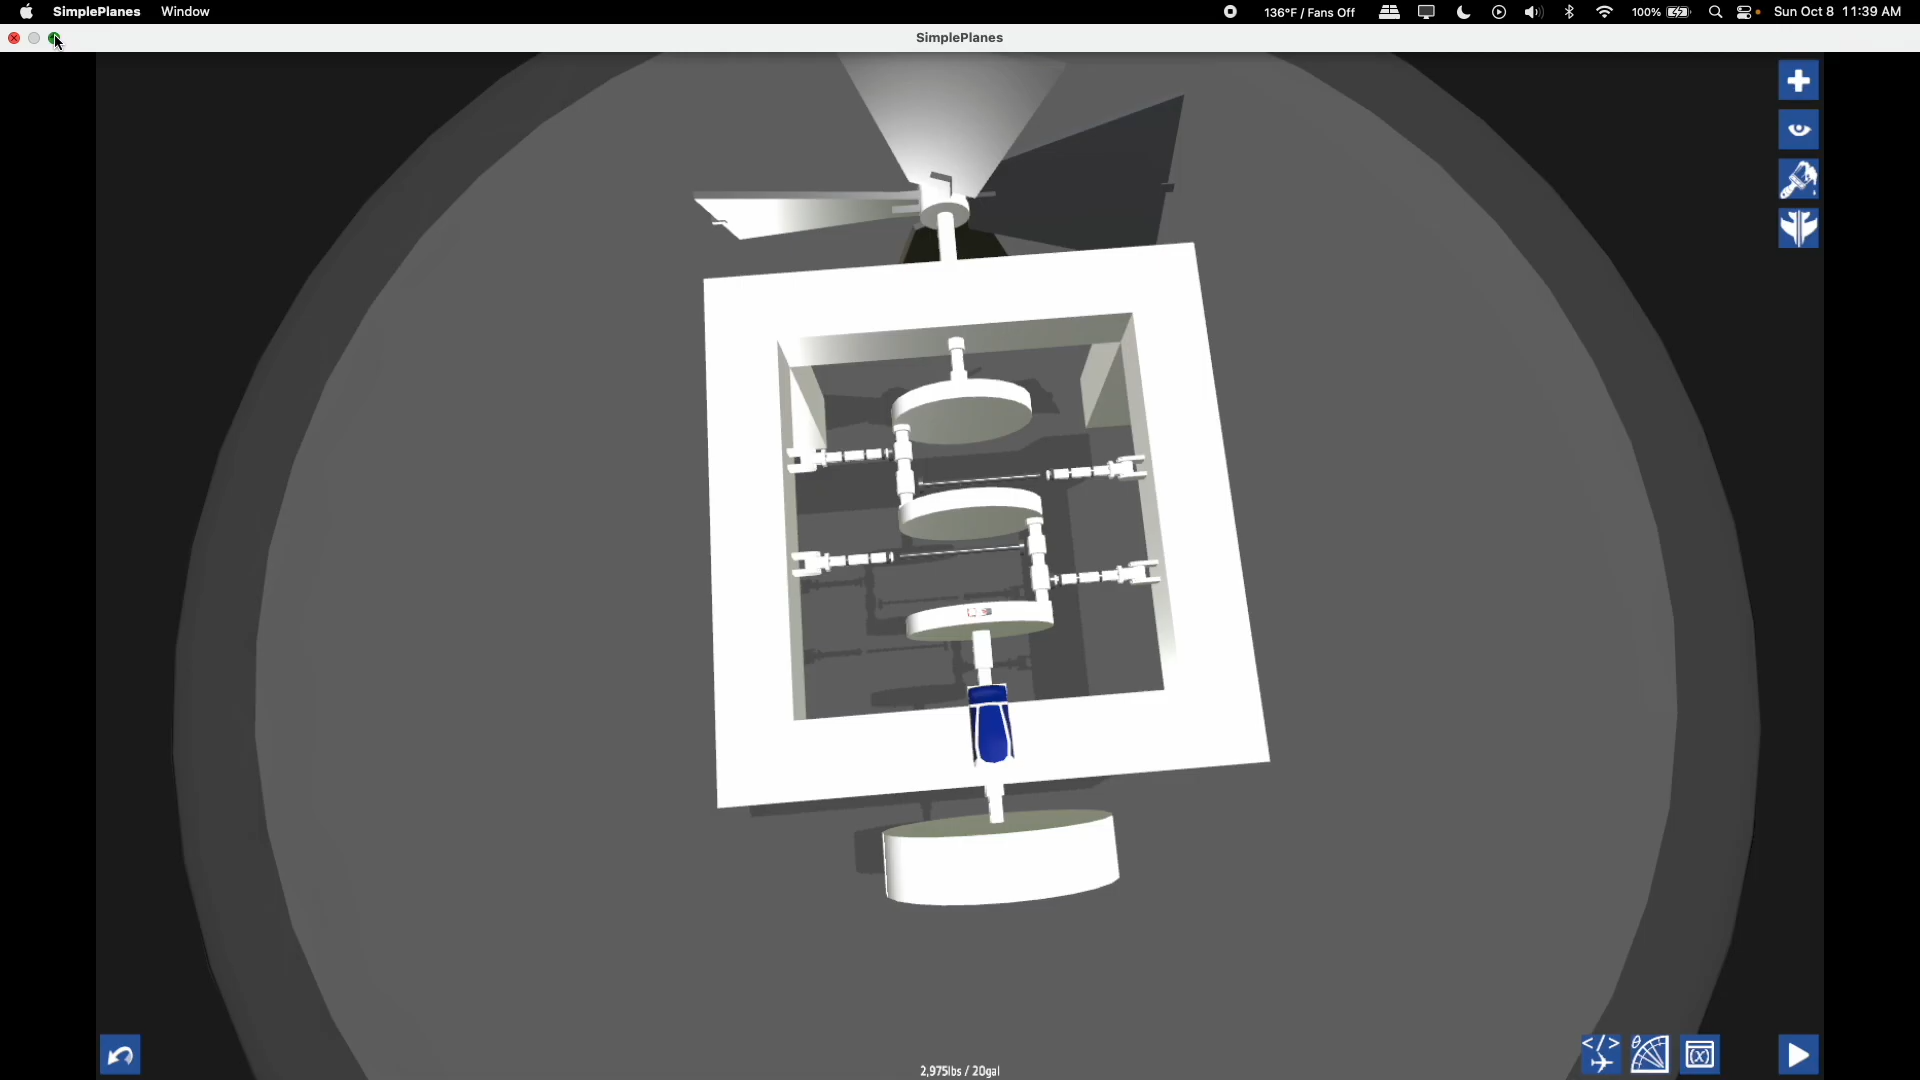 SimplePlanes Window 136°F / Fans Off 100% Sun Oct 8 11:39 AM
SimplePlanes
</>
(x)
2,975lbs / 20gal